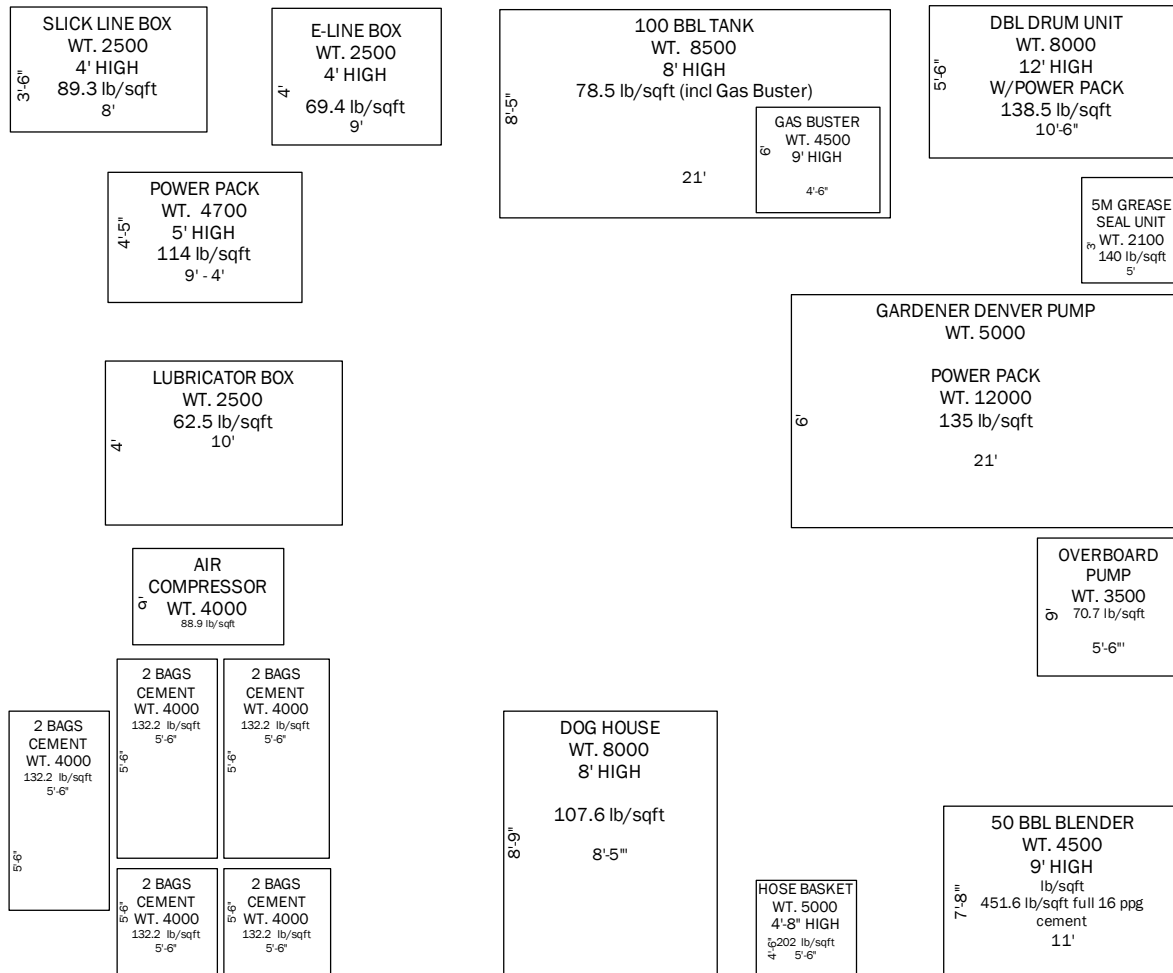 SLICK LINE BOX
WT. 2500
4' HIGH
89.3 lb/sqft
8'
3'-6"
E-LINE BOX
WT. 2500
4' HIGH
69.4 lb/sqft
9'
4'
100 BBL TANK
WT. 8500
8' HIGH
78.5 lb/sqft (incl Gas Buster)
21'
8'-5"
GAS BUSTER
WT. 4500
9' HIGH
4'-6"
6'
DBL DRUM UNIT
WT. 8000
12' HIGH
W/POWER PACK
138.5 lb/sqft
10'-6"
5'-6"
POWER PACK
WT. 4700
5' HIGH
114 lb/sqft
9' - 4'
4'-5"
5M GREASE
SEAL UNIT
WT. 2100
140 lb/sqft
5'
3'
GARDENER DENVER PUMP
WT. 5000
POWER PACK
WT. 12000
135 lb/sqft
21'
6'
LUBRICATOR BOX
WT. 2500
62.5 lb/sqft
10'
4'
AIR
COMPRESSOR
WT. 4000
88.9 lb/sqft
9'
OVERBOARD
PUMP
WT. 3500
70.7 lb/sqft
5'-6"'
9'
2 BAGS
CEMENT
WT. 4000
132.2 lb/sqft
5'-6"
5'-6"
2 BAGS
CEMENT
WT. 4000
132.2 lb/sqft
5'-6"
5'-6"
2 BAGS
CEMENT
WT. 4000
132.2 lb/sqft
5'-6"
5'-6"
2 BAGS
CEMENT
WT. 4000
132.2 lb/sqft
5'-6"
5'-6"
2 BAGS
CEMENT
WT. 4000
132.2 lb/sqft
5'-6"
5'-6"
DOG HOUSE
WT. 8000
8' HIGH
107.6 lb/sqft
8'-5"'
8'-9"
HOSE BASKET
WT. 5000
4'-8" HIGH
202 lb/sqft
5'-6"
4'-6"
50 BBL BLENDER
WT. 4500
9' HIGH
lb/sqft
451.6 lb/sqft full 16 ppg
cement
11'
7'-8"'